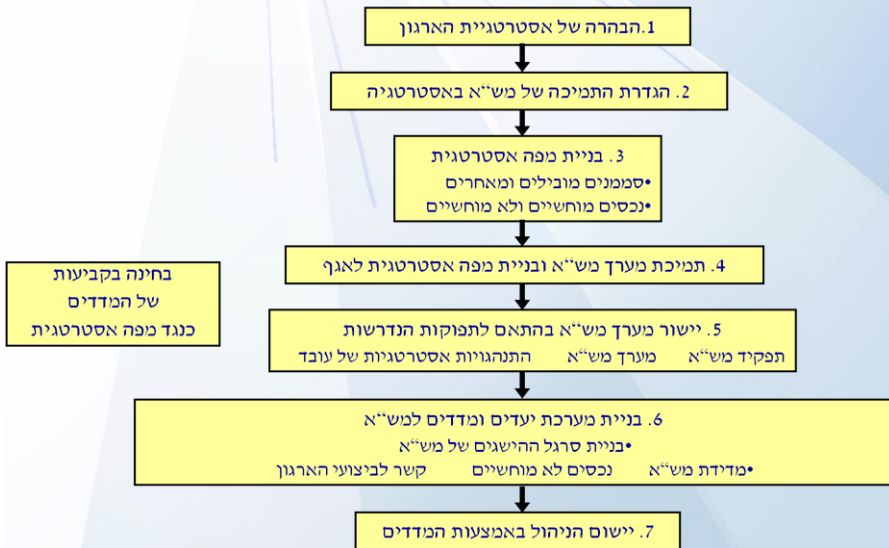 1.הבהרה של אסטרטגיית הארגון
2. הגדרת התמיכה של מש“א באסטרטגיה
3. בניית מפה אסטרטגית
•סממנים מובילים ומאחרים
•נכסים מוחשיים ולא מוחשיים
4. תמיכת מערך מש“א ובניית מפה אסטרטגית לאגף
בחינה בקביעות
של המדדים
כנגד מפה אסטרטגית
5. יישור מערך מש“א בהתאם לתפוקות הנדרשות
תפקיד מש“א מערך מש“א התנהגויות אסטרטגיות של עובד
6. בניית מערכת יעדים ומדדים למש“א
•בניית סרגל ההישגים של מש“א
•מדידת מש“א נכסים לא מוחשיים קשר לביצועי הארגון
7. יישום הניהול באמצעות המדדים